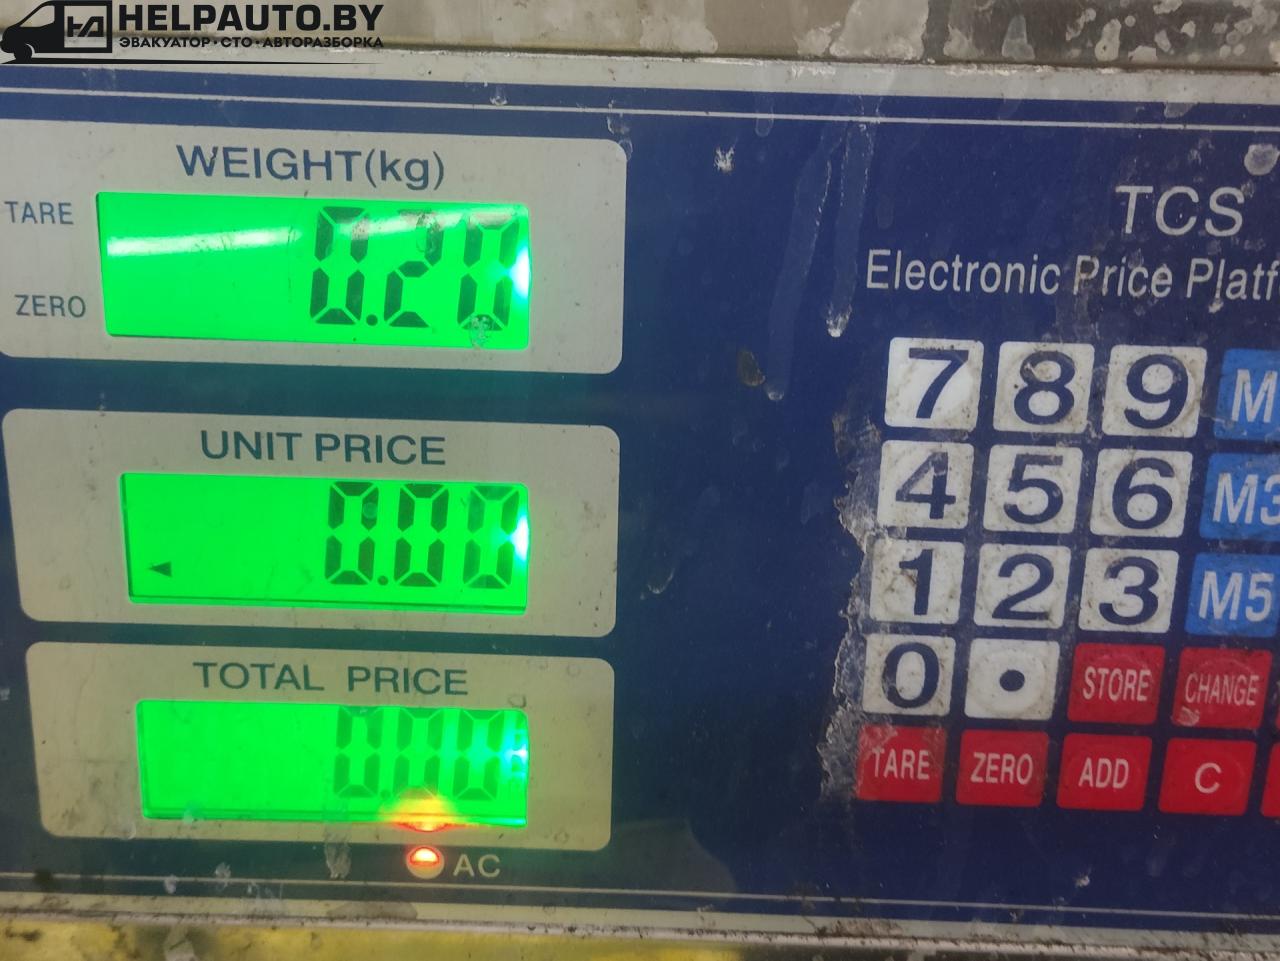 HELPAUTO.BY
ЭВАКУАТОР·СТО·АВТОРАЗБОРКА
WEIGHT(kg)
TARE
0.20
ZERO
UNIT PRICE
0.00
TOTAL PRICE
0.00
AC
TCS
Electronic Price Platf
7 8 9 M
4 5 6 M3
1 2 3 M5
0 . STORE CHANGE
TARE ZERO ADD C